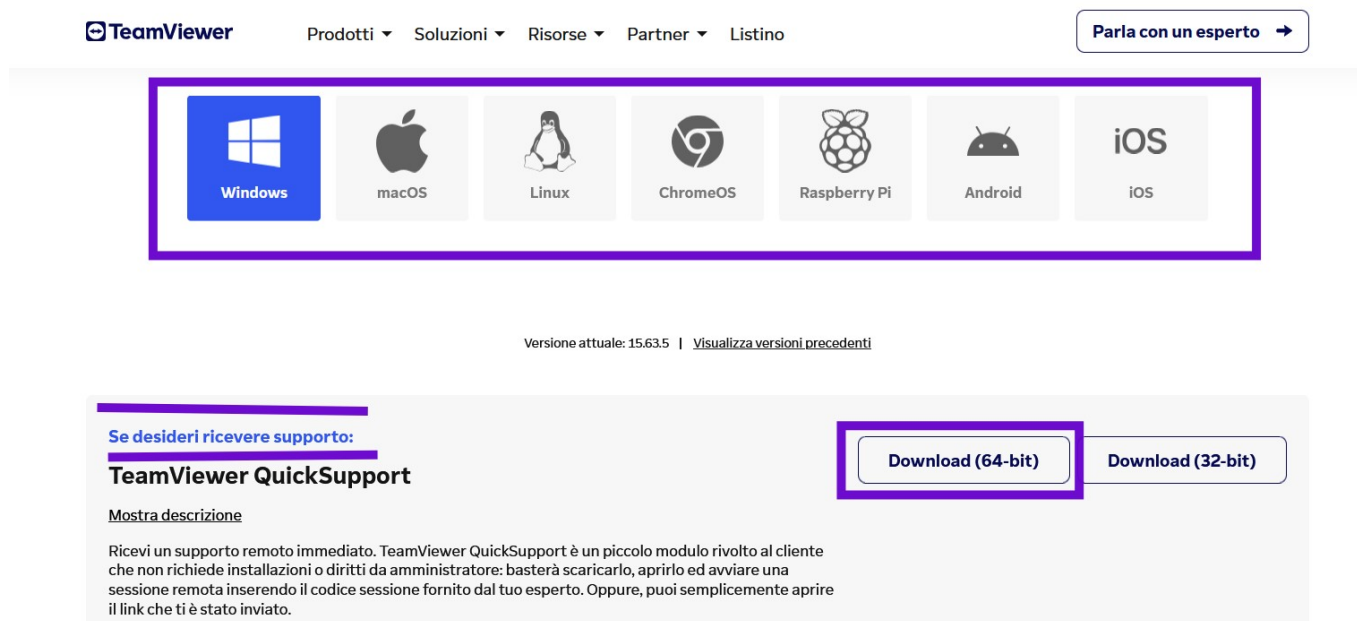 TeamViewer
Prodotti Soluzioni Risorse Partner Listino
Parla con un esperto
iOS
Windows macOS Linux ChromeOS Raspberry Pi Android iOS
Versione attuale: 15.63.5 | Visualizza versioni precedenti
Se desideri ricevere supporto:
Download (64-bit) Download (32-bit)
TeamViewer QuickSupport
Mostra descrizione
Ricevi un supporto remoto immediato. TeamViewer QuickSupport è un piccolo modulo rivolto al cliente
che non richiede installazioni o diritti da amministratore: basterà scaricarlo, aprirlo ed avviare una
sessione remota inserendo il codice sessione fornito dal tuo esperto. Oppure, puoi semplicemente aprire
il link che ti è stato inviato.